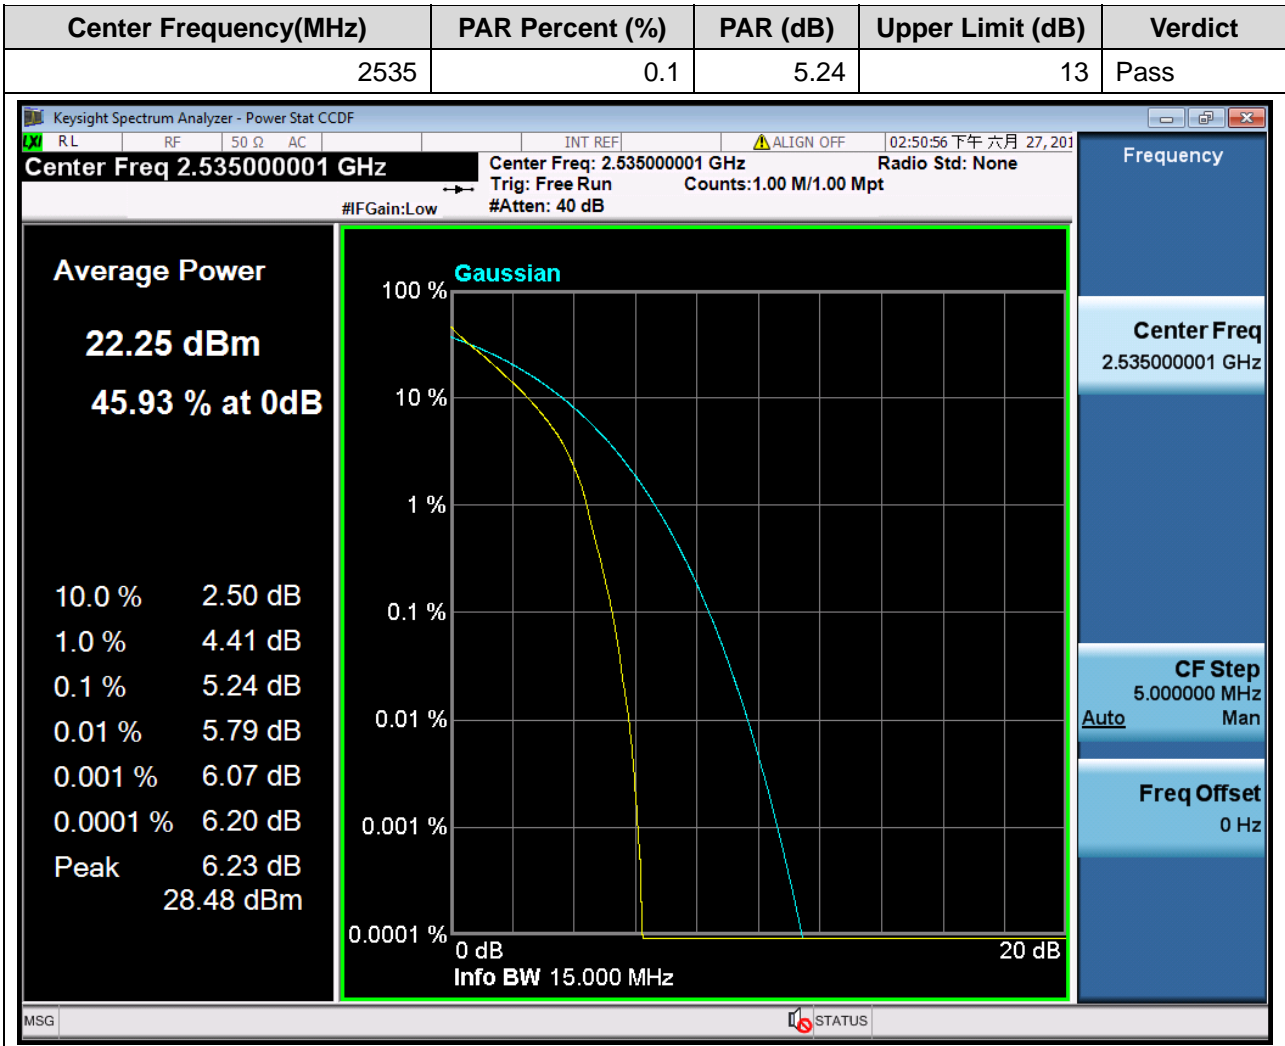 Center Frequency(MHz) PAR Percent (%) PAR (dB) Upper Limit (dB) Verdict
2535 0.1 5.24 13 Pass
Keysight Spectrum Analyzer - Power Stat CCDF
LXI RL RF 50 Ω AC INT REF ALIGN OFF 02:50:56 下午 六月 27, 201
Center Freq 2.535000001 GHz
Center Freq: 2.535000001 GHz Radio Std: None
Trig: Free Run Counts:1.00 M/1.00 Mpt
#IFGain:Low #Atten: 40 dB
Average Power
22.25 dBm
45.93 % at 0dB
10.0 % 2.50 dB
1.0 % 4.41 dB
0.1 % 5.24 dB
0.01 % 5.79 dB
0.001 % 6.07 dB
0.0001 % 6.20 dB
Peak 6.23 dB
28.48 dBm
Gaussian
100 %
10 %
1 %
0.1 %
0.01 %
0.001 %
0.0001 %
0 dB 20 dB
Info BW 15.000 MHz
Frequency
Center Freq
2.535000001 GHz
CF Step
5.000000 MHz
Auto Man
Freq Offset
0 Hz
MSG STATUS